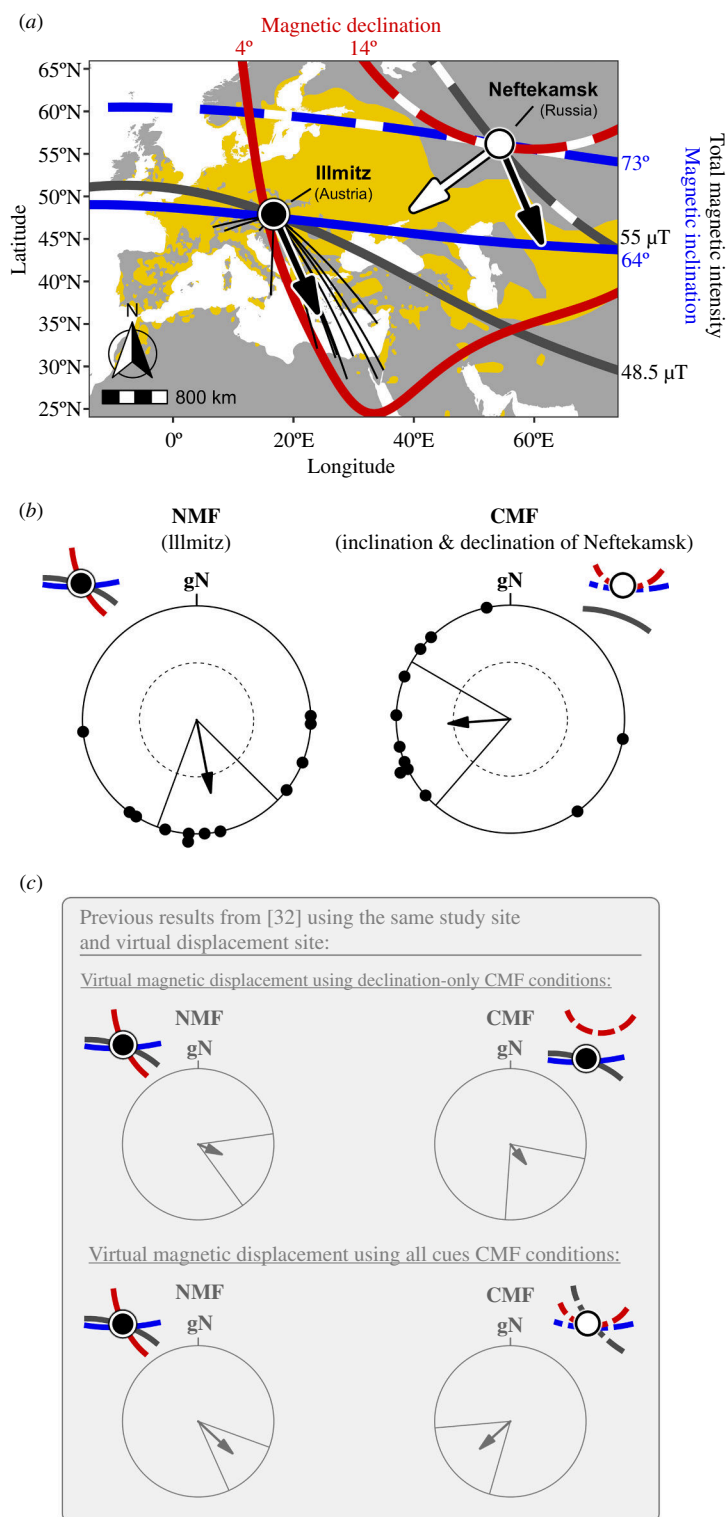 (a)
Magnetic declination
4º
14º
65ºN
60ºN
55ºN
50ºN
45ºN
40ºN
35ºN
30ºN
25ºN
Latitude
Neftekamsk
(Russia)
Illmitz
(Austria)
N
800 km
73º
55 µT
64º
48.5 µT
Total magnetic intensity
Magnetic inclination
0º
20ºE
40ºE
60ºE
Longitude
(b)
NMF
(Illmitz)
gN
CMF
(inclination & declination of Neftekamsk)
gN
(c)
Previous results from [32] using the same study site
and virtual displacement site:
Virtual magnetic displacement using declination-only CMF conditions:
NMF
gN
CMF
gN
Virtual magnetic displacement using all cues CMF conditions:
NMF
gN
CMF
gN